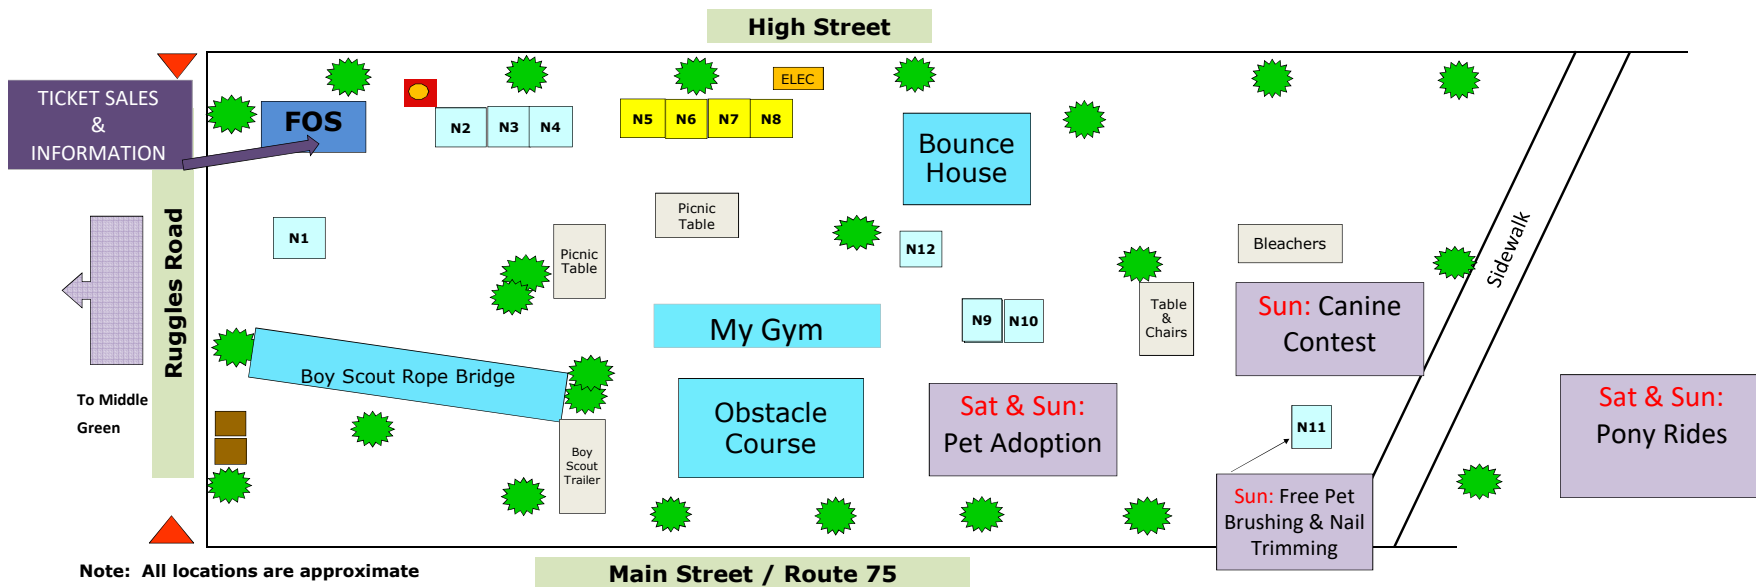 High Street
TICKET SALES
&
INFORMATION
FOS
N2
N3
N4
N5
N6
N7
N8
ELEC
Bounce
House
Ruggles Road
N1
Picnic
Table
Picnic
Table
N12
Bleachers
Sidewalk
My Gym
N9
N10
Table
&
Chairs
Sun: Canine
Contest
Boy Scout Rope Bridge
To Middle
Green
Obstacle
Course
Sat & Sun:
Pet Adoption
N11
Sat & Sun:
Pony Rides
Boy
Scout
Trailer
Sun: Free Pet
Brushing & Nail
Trimming
Note: All locations are approximate
Main Street / Route 75